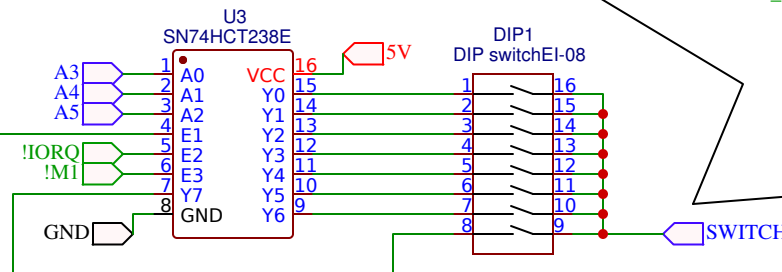 U3
SN74HCT238E
DIP1
DIP switchEI-08
5V
A3 1 A0 VCC 16
A4 2 A1 Y0 15 1 16
A5 3 A2 Y1 14 2 15
4 E1 Y2 13 3 14
!IORQ 5 E2 Y3 12 4 13
!M1 6 E3 Y4 11 5 12
7 Y7 Y5 10 6 11
GND 8 GND Y6 9 7 10
8 9 SWITCH